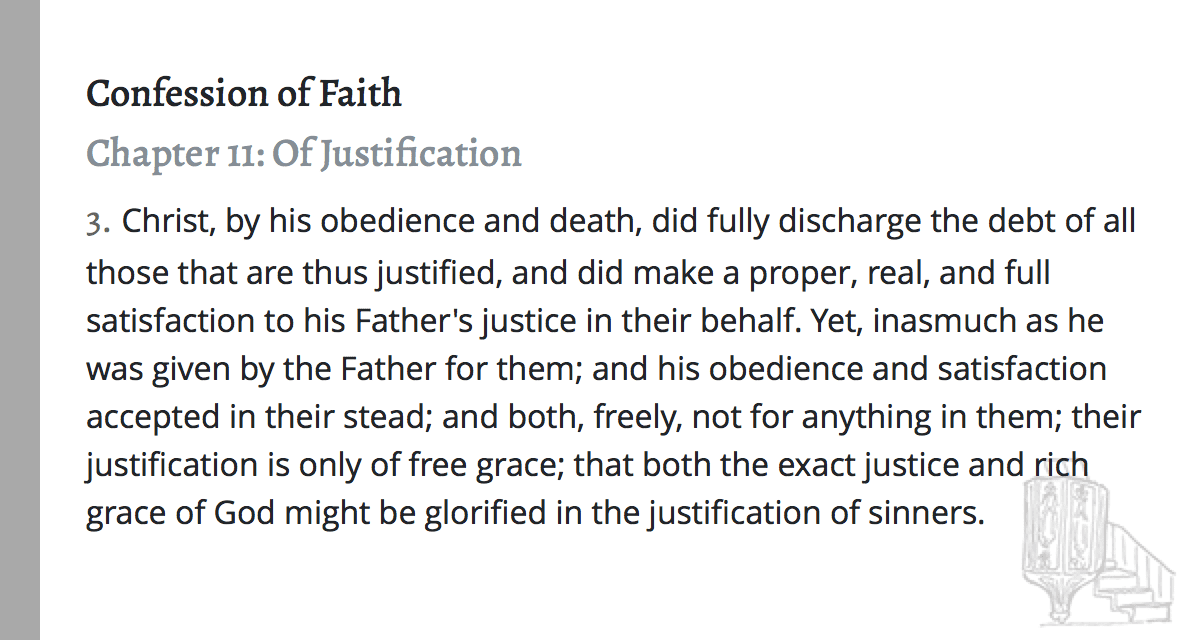 Confession of Faith
Chapter 11: Of Justification
3. Christ, by his obedience and death, did fully discharge the debt of all
those that are thus justified, and did make a proper, real, and full
satisfaction to his Father's justice in their behalf. Yet, inasmuch as he
was given by the Father for them; and his obedience and satisfaction
accepted in their stead; and both, freely, not for anything in them; their
justification is only of free grace; that both the exact justice and rich
grace of God might be glorified in the justification of sinners.